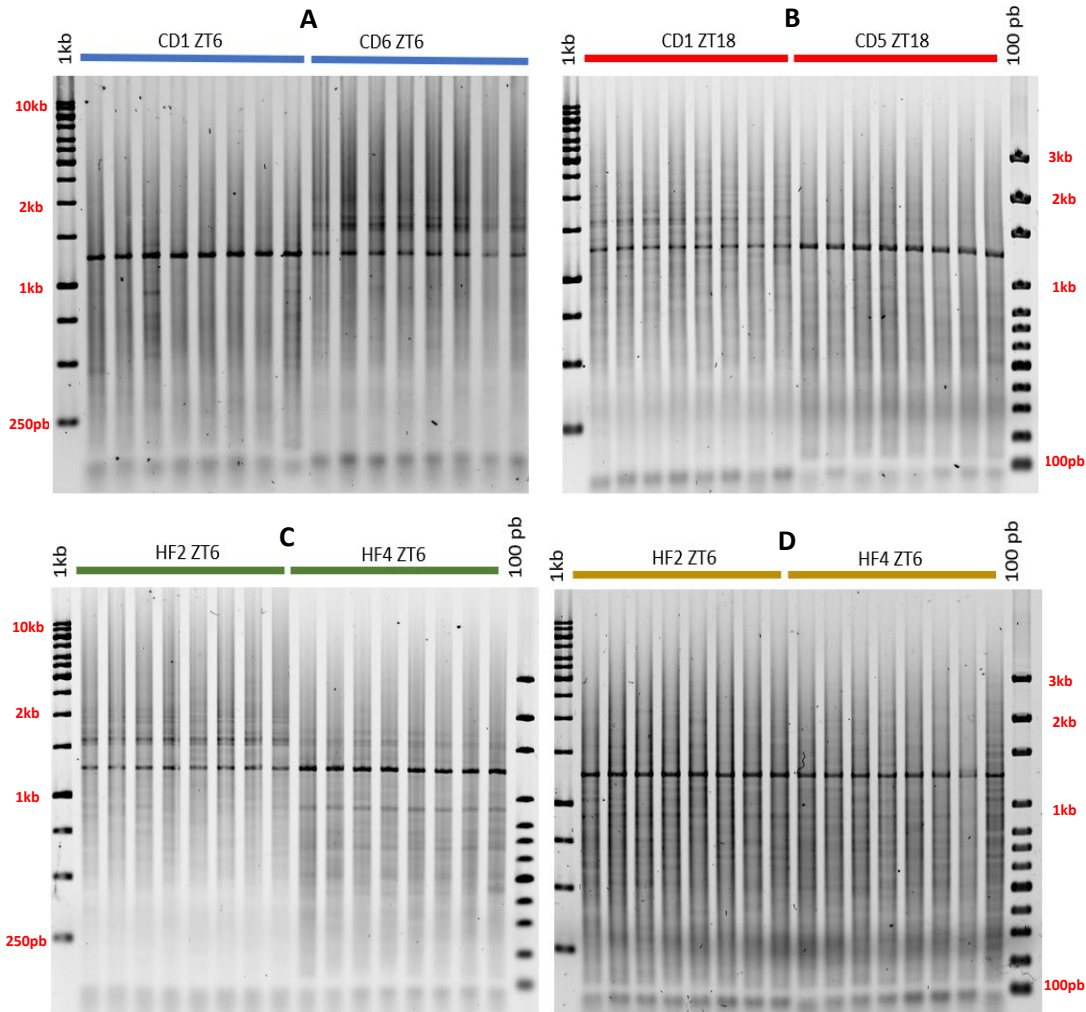 A
1kb
CD1 ZT6
CD6 ZT6
10kb
2kb
1kb
250pb
B
1kb
CD1 ZT18
CD5 ZT18
100 pb
3kb
2kb
1kb
100pb
C
1kb
HF2 ZT6
HF4 ZT6
100 pb
10kb
2kb
1kb
250pb
D
1kb
HF2 ZT6
HF4 ZT6
100 pb
3kb
2kb
1kb
100pb